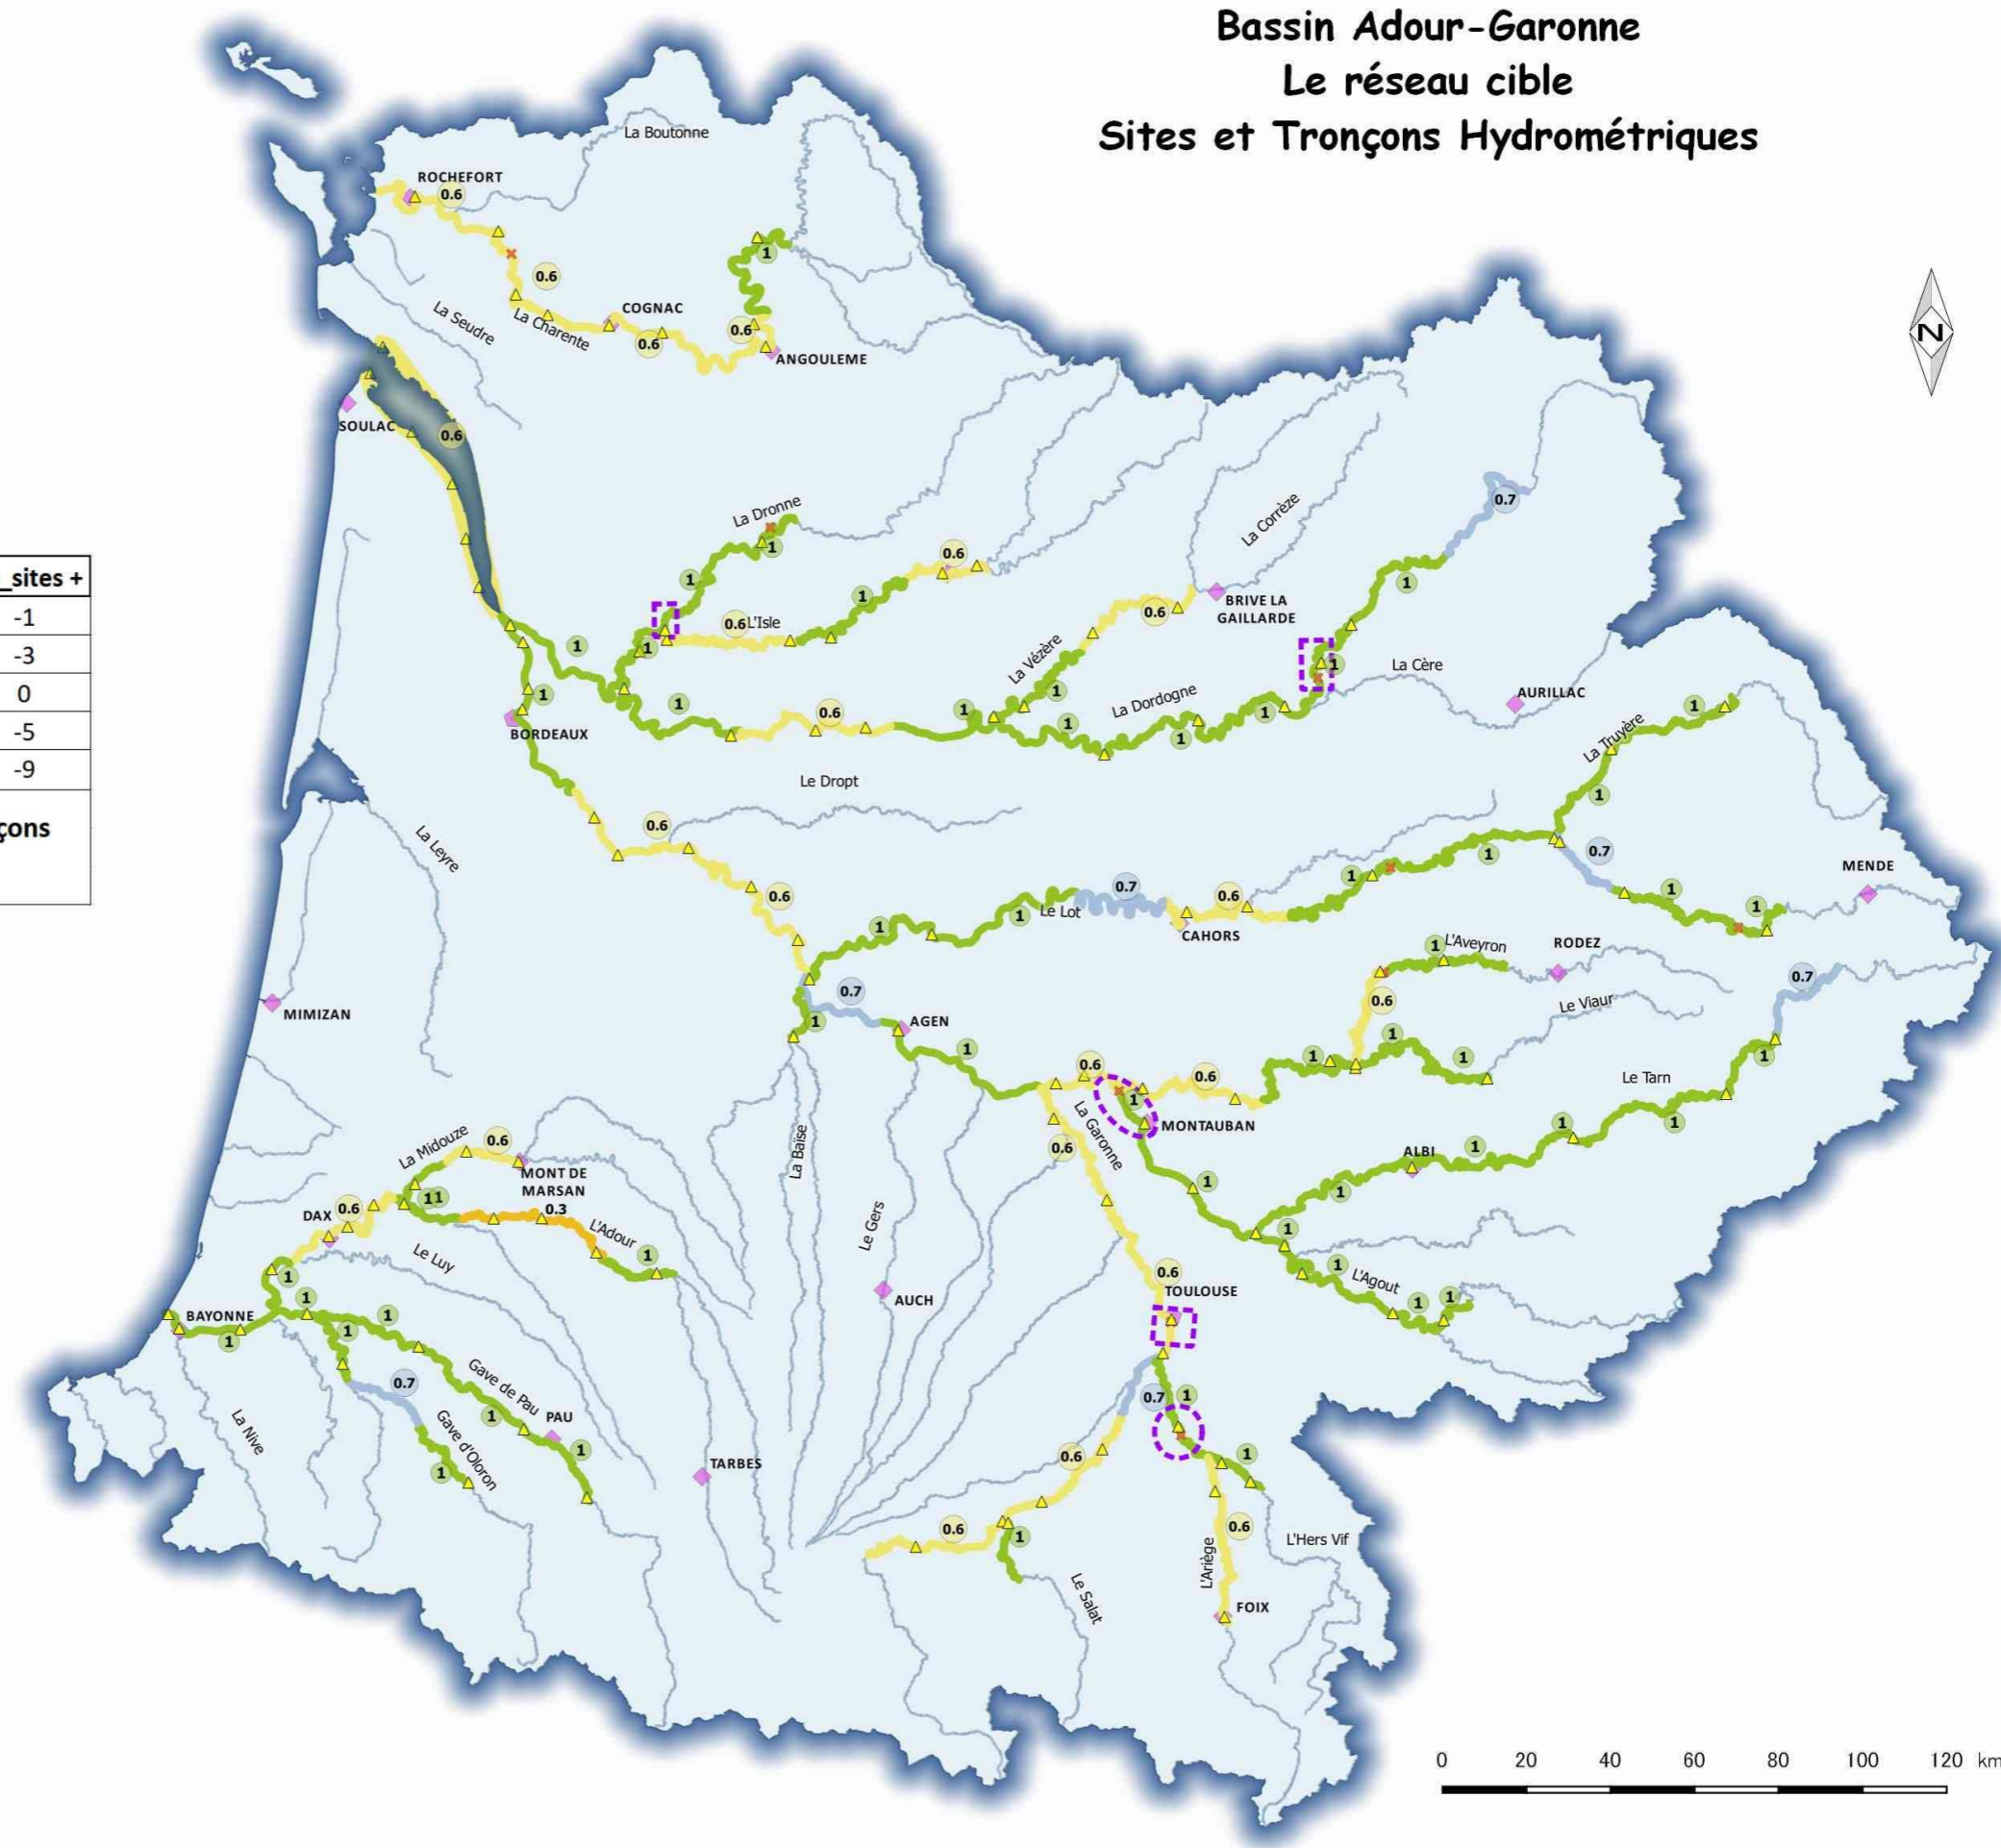 Bassin Adour-Garonne
Le réseau cible
Sites et Tronçons Hydrométriques
La Boutonne
ROCHEFORT
0.6
1
0.6
La Seudre
La Charente
COGNAC
0.6
0.6
ANGOULEME
N
SOULAC
0.6
0.7
La Dronne
1
La Corrèze
0.6
_sites +
-1
-3
0
-5
-9
çons
1
1
1
BRIVE LA
GAILLARDE
0.6
0.6
L'Isle
1
1
La Vézère
1
La Cère
AURILLAC
1
1
1
La Dordogne
0.6
1
1
1
1
1
La Truyère
BORDEAUX
Le Dropt
1
0.6
La Leyre
1
0.7
MENDE
1
1
0.7
0.6
0.6
1
1
Le Lot
1
CAHORS
1
L'Aveyron
RODEZ
0.7
0.7
0.6
Le Viaur
MIMIZAN
1
AGEN
1
1
1
1
1
0.6
0.6
Le Tarn
1
La Garonne
MONTAUBAN
1
1
La Midouze
0.6
0.6
La Baïse
ALBI
1
MONT DE
MARSAN
1
1
11
0.3
DAX
0.6
L'Adour
Le Gers
1
1
Le Luy
1
0.6
1
L'Agout
TOULOUSE
1
1
AUCH
1
BAYONNE
1
1
1
1
Gave de Pau
0.7
0.7
1
La Nive
Gave d'Oloron
1
PAU
1
1
TARBES
0.6
1
0.6
1
0.6
L'Hers Vif
L'Ariège
Le Salat
FOIX
0
20
40
60
80
100
120
km